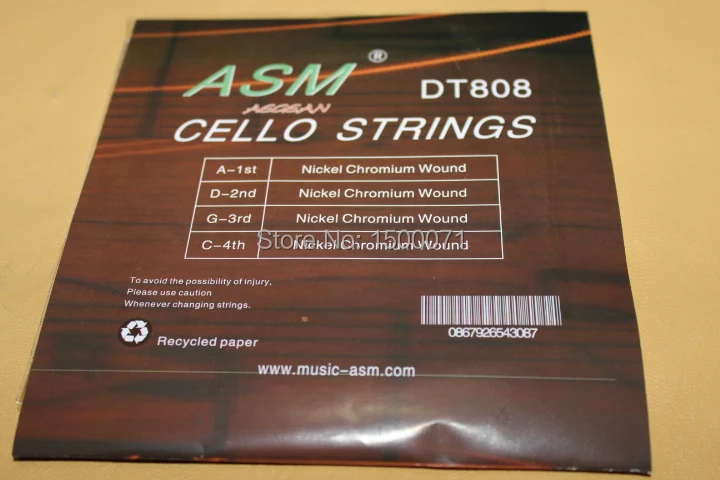 ASM ® DT808
AEOSAN
CELLO STRINGS
A-1st Nickel Chromium Wound
D-2nd Nickel Chromium Wound
G-3rd Nickel Chromium Wound
C-4th Nickel Chromium Wound
Store No: 1500071
To avoid the possibility of injury,
Please use caution
Whenever changing strings.
0867926543087
Recycled paper
www.music-asm.com